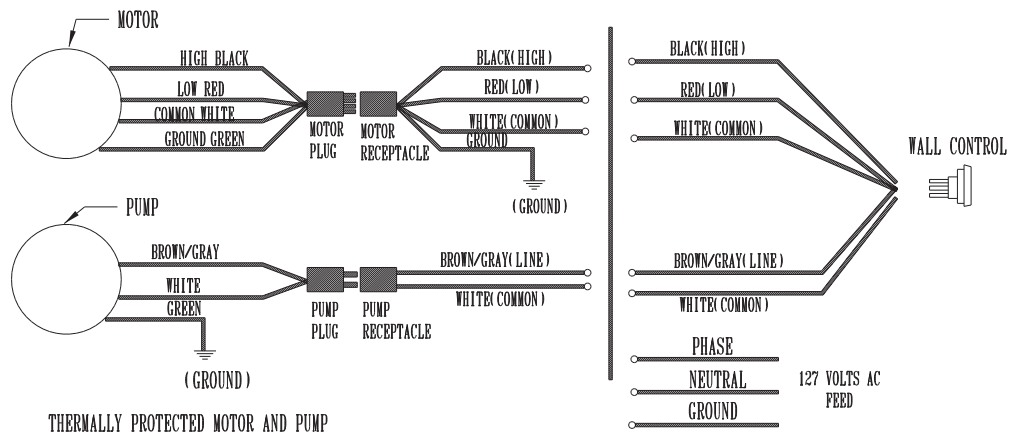 MOTOR
HIGH BLACK
LOW RED
COMMON WHITE
GROUND GREEN
MOTOR
PLUG
MOTOR
RECEPTACLE
BLACK(HIGH)
RED(LOW)
WHITE(COMMON)
GROUND
(GROUND)
BLACK(HIGH)
RED(LOW)
WHITE(COMMON)
WALL CONTROL
PUMP
BROWN/GRAY
WHITE
GREEN
(GROUND)
PUMP
PLUG
PUMP
RECEPTACLE
BROWN/GRAY(LINE)
WHITE(COMMON)
BROWN/GRAY(LINE)
WHITE(COMMON)
PHASE
NEUTRAL
GROUND
127 VOLTS AC
FEED
THERMALLY PROTECTED MOTOR AND PUMP